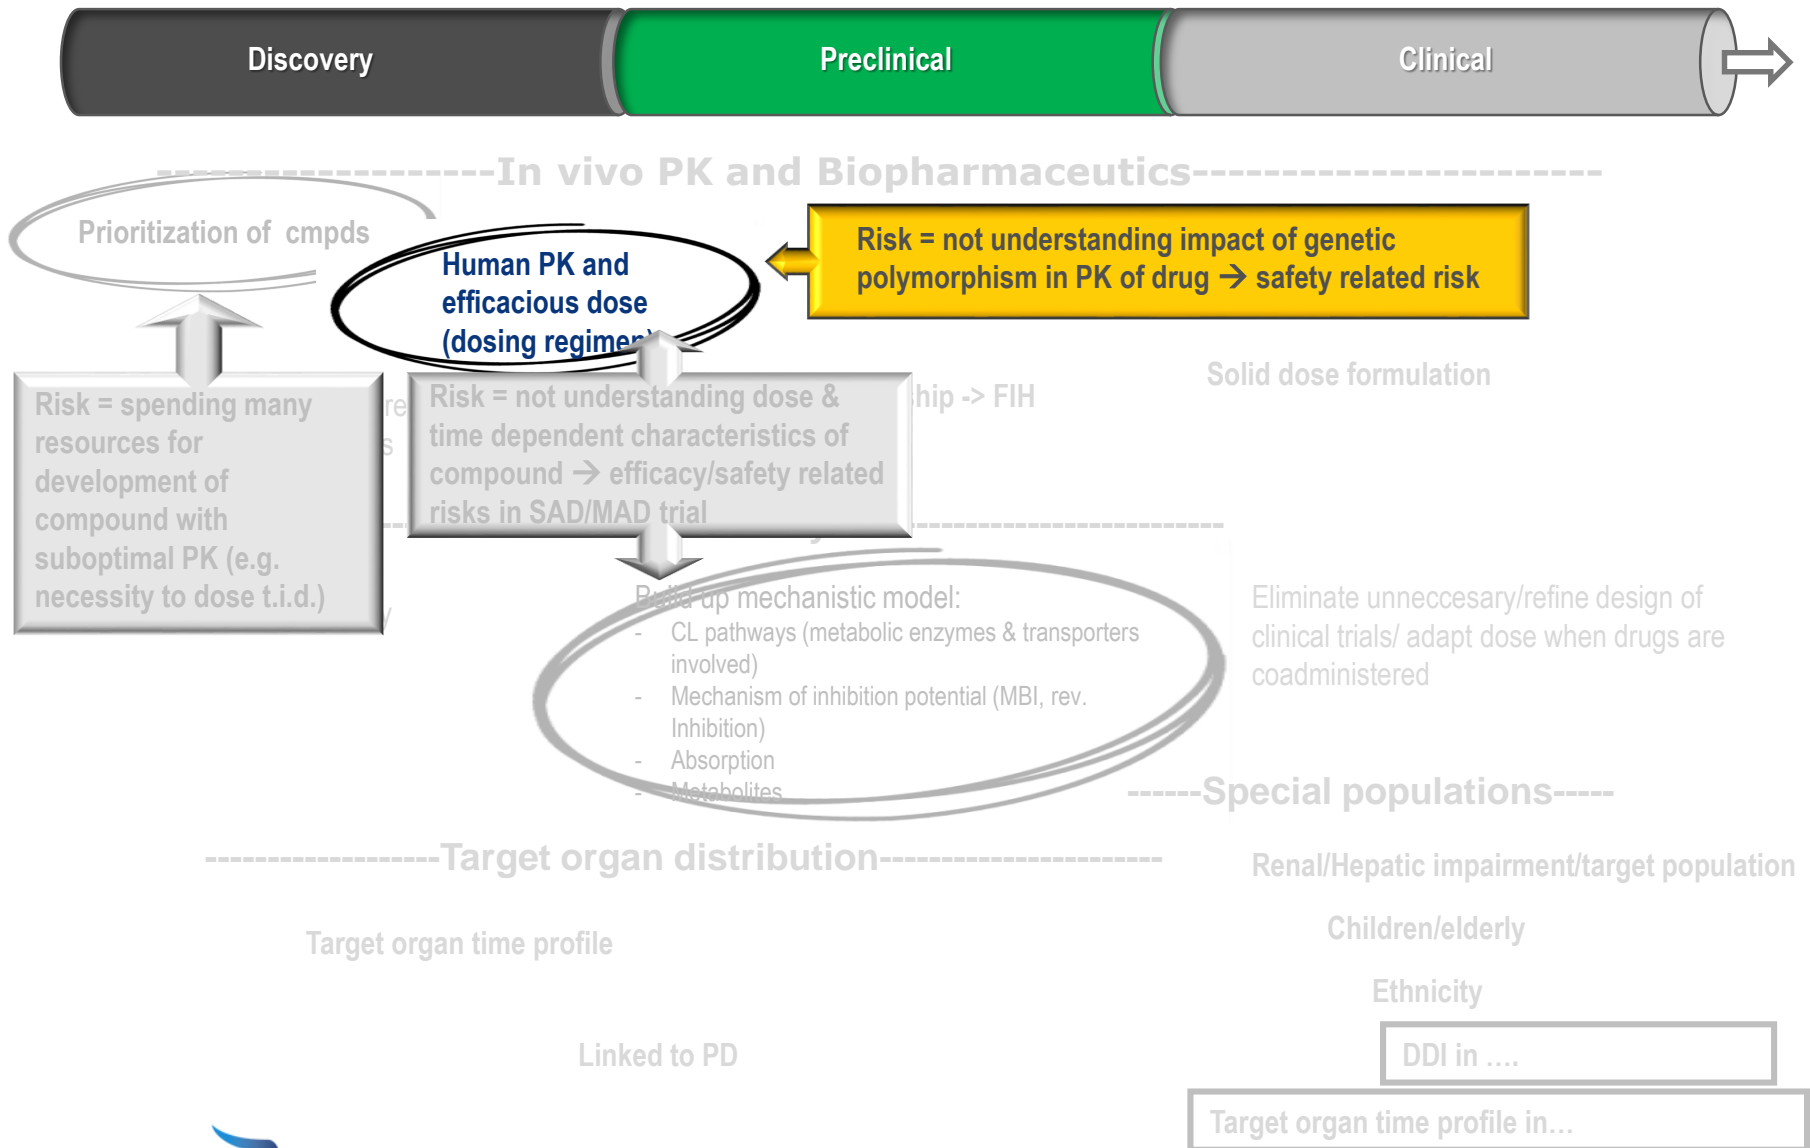 Discovery
Preclinical
Clinical
-------------------In vivo PK and Biopharmaceutics-----------------------
Prioritization of cmpds
Human PK and
efficacious dose
(dosing regimen)
Risk = not understanding impact of genetic
polymorphism in PK of drug → safety related risk
Solid dose formulation
Risk = spending many
resources for
development of
compound with
suboptimal PK (e.g.
necessity to dose t.i.d.)
Risk = not understanding dose &
time dependent characteristics of
compound → efficacy/safety related
risks in SAD/MAD trial
-> FIH
Build up mechanistic model:
- CL pathways (metabolic enzymes & transporters
involved)
- Mechanism of inhibition potential (MBI, rev.
Inhibition)
- Absorption
- Metabolites
Eliminate unneccesary/refine design of
clinical trials/ adapt dose when drugs are
coadministered
------Special populations-----
-------------------Target organ distribution-----------------------
Renal/Hepatic impairment/target population
Target organ time profile
Children/elderly
Ethnicity
Linked to PD
DDI in ….
Target organ time profile in…